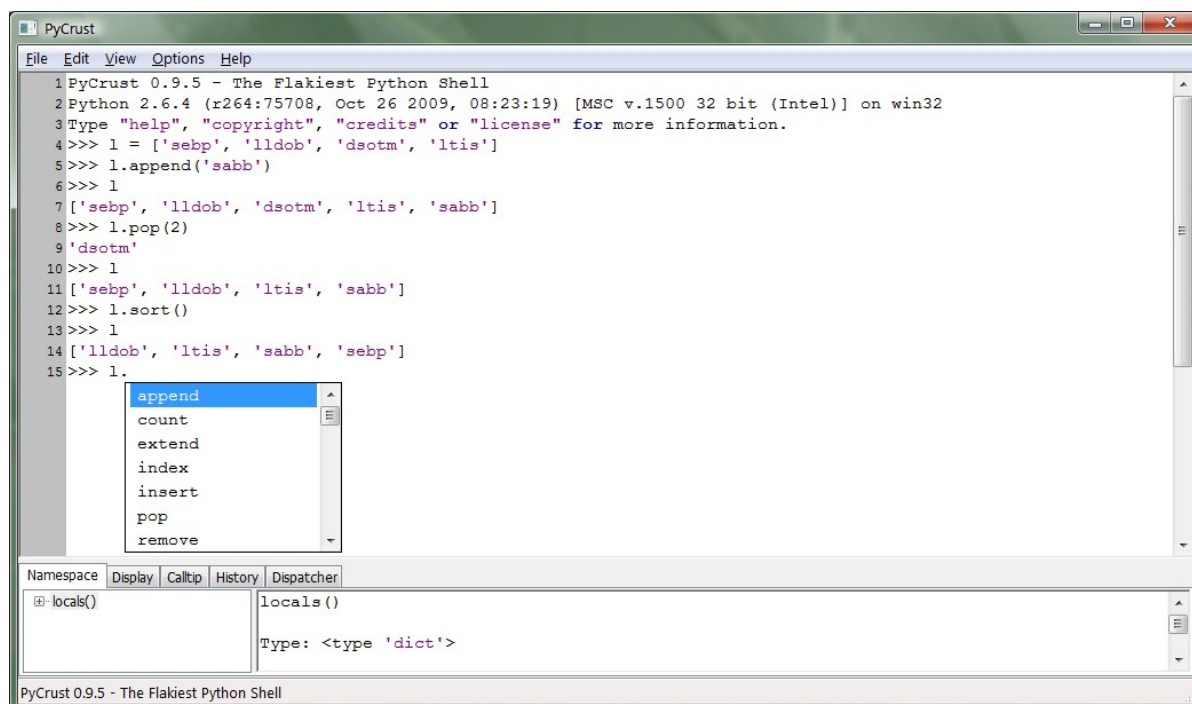 PyCrust
File Edit View Options Help
1 PyCrust 0.9.5 - The Flakiest Python Shell
2 Python 2.6.4 (r264:75708, Oct 26 2009, 08:23:19) [MSC v.1500 32 bit (Intel)] on win32
3 Type "help", "copyright", "credits" or "license" for more information.
4 >>> l = ['sebp', 'lldob', 'dsotm', 'ltis']
5 >>> l.append('sabb')
6 >>> l
7 ['sebp', 'lldob', 'dsotm', 'ltis', 'sabb']
8 >>> l.pop(2)
9 'dsotm'
10 >>> l
11 ['sebp', 'lldob', 'ltis', 'sabb']
12 >>> l.sort()
13 >>> l
14 ['lldob', 'ltis', 'sabb', 'sebp']
15 >>> l.
append
count
extend
index
insert
pop
remove
Namespace Display Calltip History Dispatcher
locals()
locals()
Type: <type 'dict'>
PyCrust 0.9.5 - The Flakiest Python Shell